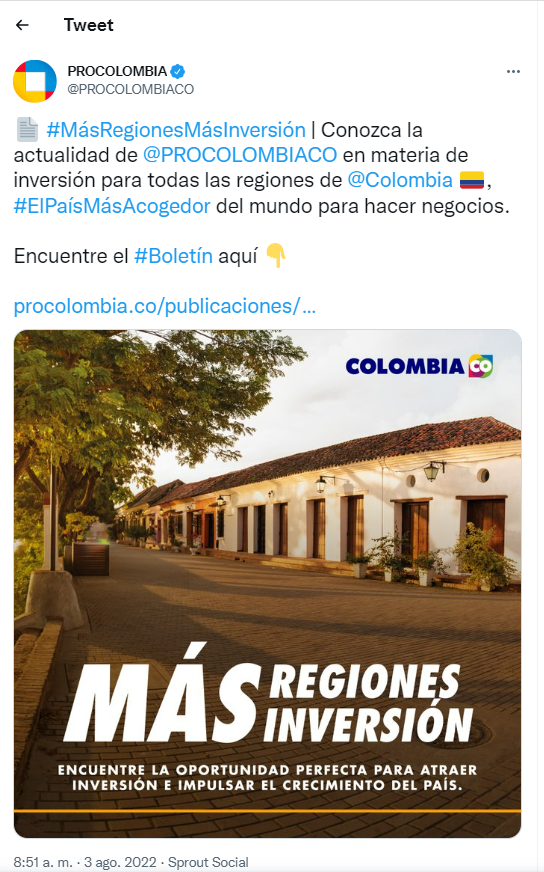 Tweet
PROCOLOMBIA
@PROCOLOMBIACO
#MásRegionesMásInversión | Conozca la
actualidad de @PROCOLOMBIACO en materia de
inversión para todas las regiones de @Colombia 🇨🇴,
#ElPaísMásAcogedor del mundo para hacer negocios.
Encuentre el #Boletín aquí 👇
procolombia.co/publicaciones/...
COLOMBIA CO
MÁS REGIONES
INVERSIÓN
ENCUENTRE LA OPORTUNIDAD PERFECTA PARA ATRAER
INVERSIÓN E IMPULSAR EL CRECIMIENTO DEL PAÍS.
8:51 a. m. · 3 ago. 2022 · Sprout Social